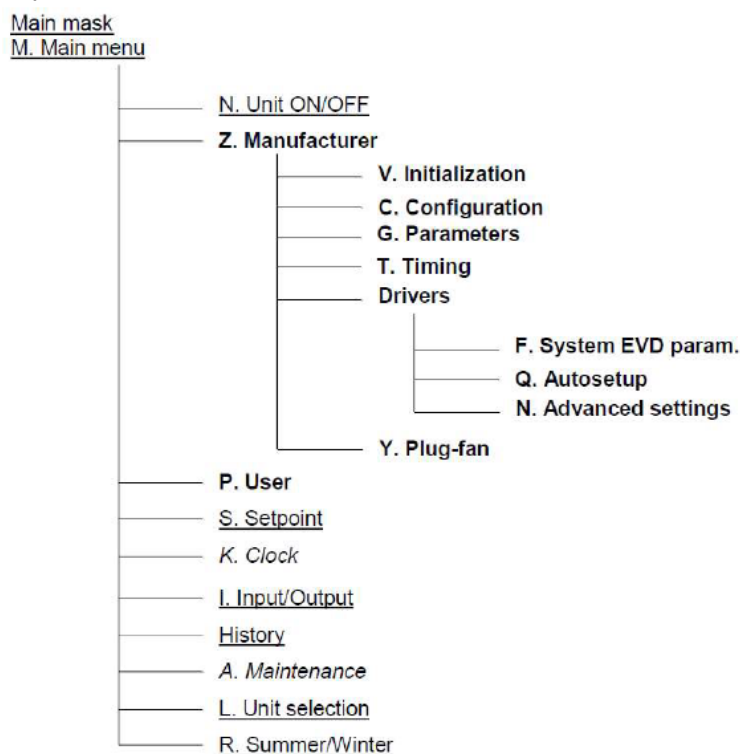 Main mask
M. Main menu
N. Unit ON/OFF
Z. Manufacturer
V. Initialization
C. Configuration
G. Parameters
T. Timing
Drivers
F. System EVD param.
Q. Autosetup
N. Advanced settings
Y. Plug-fan
P. User
S. Setpoint
K. Clock
I. Input/Output
History
A. Maintenance
L. Unit selection
R. Summer/Winter